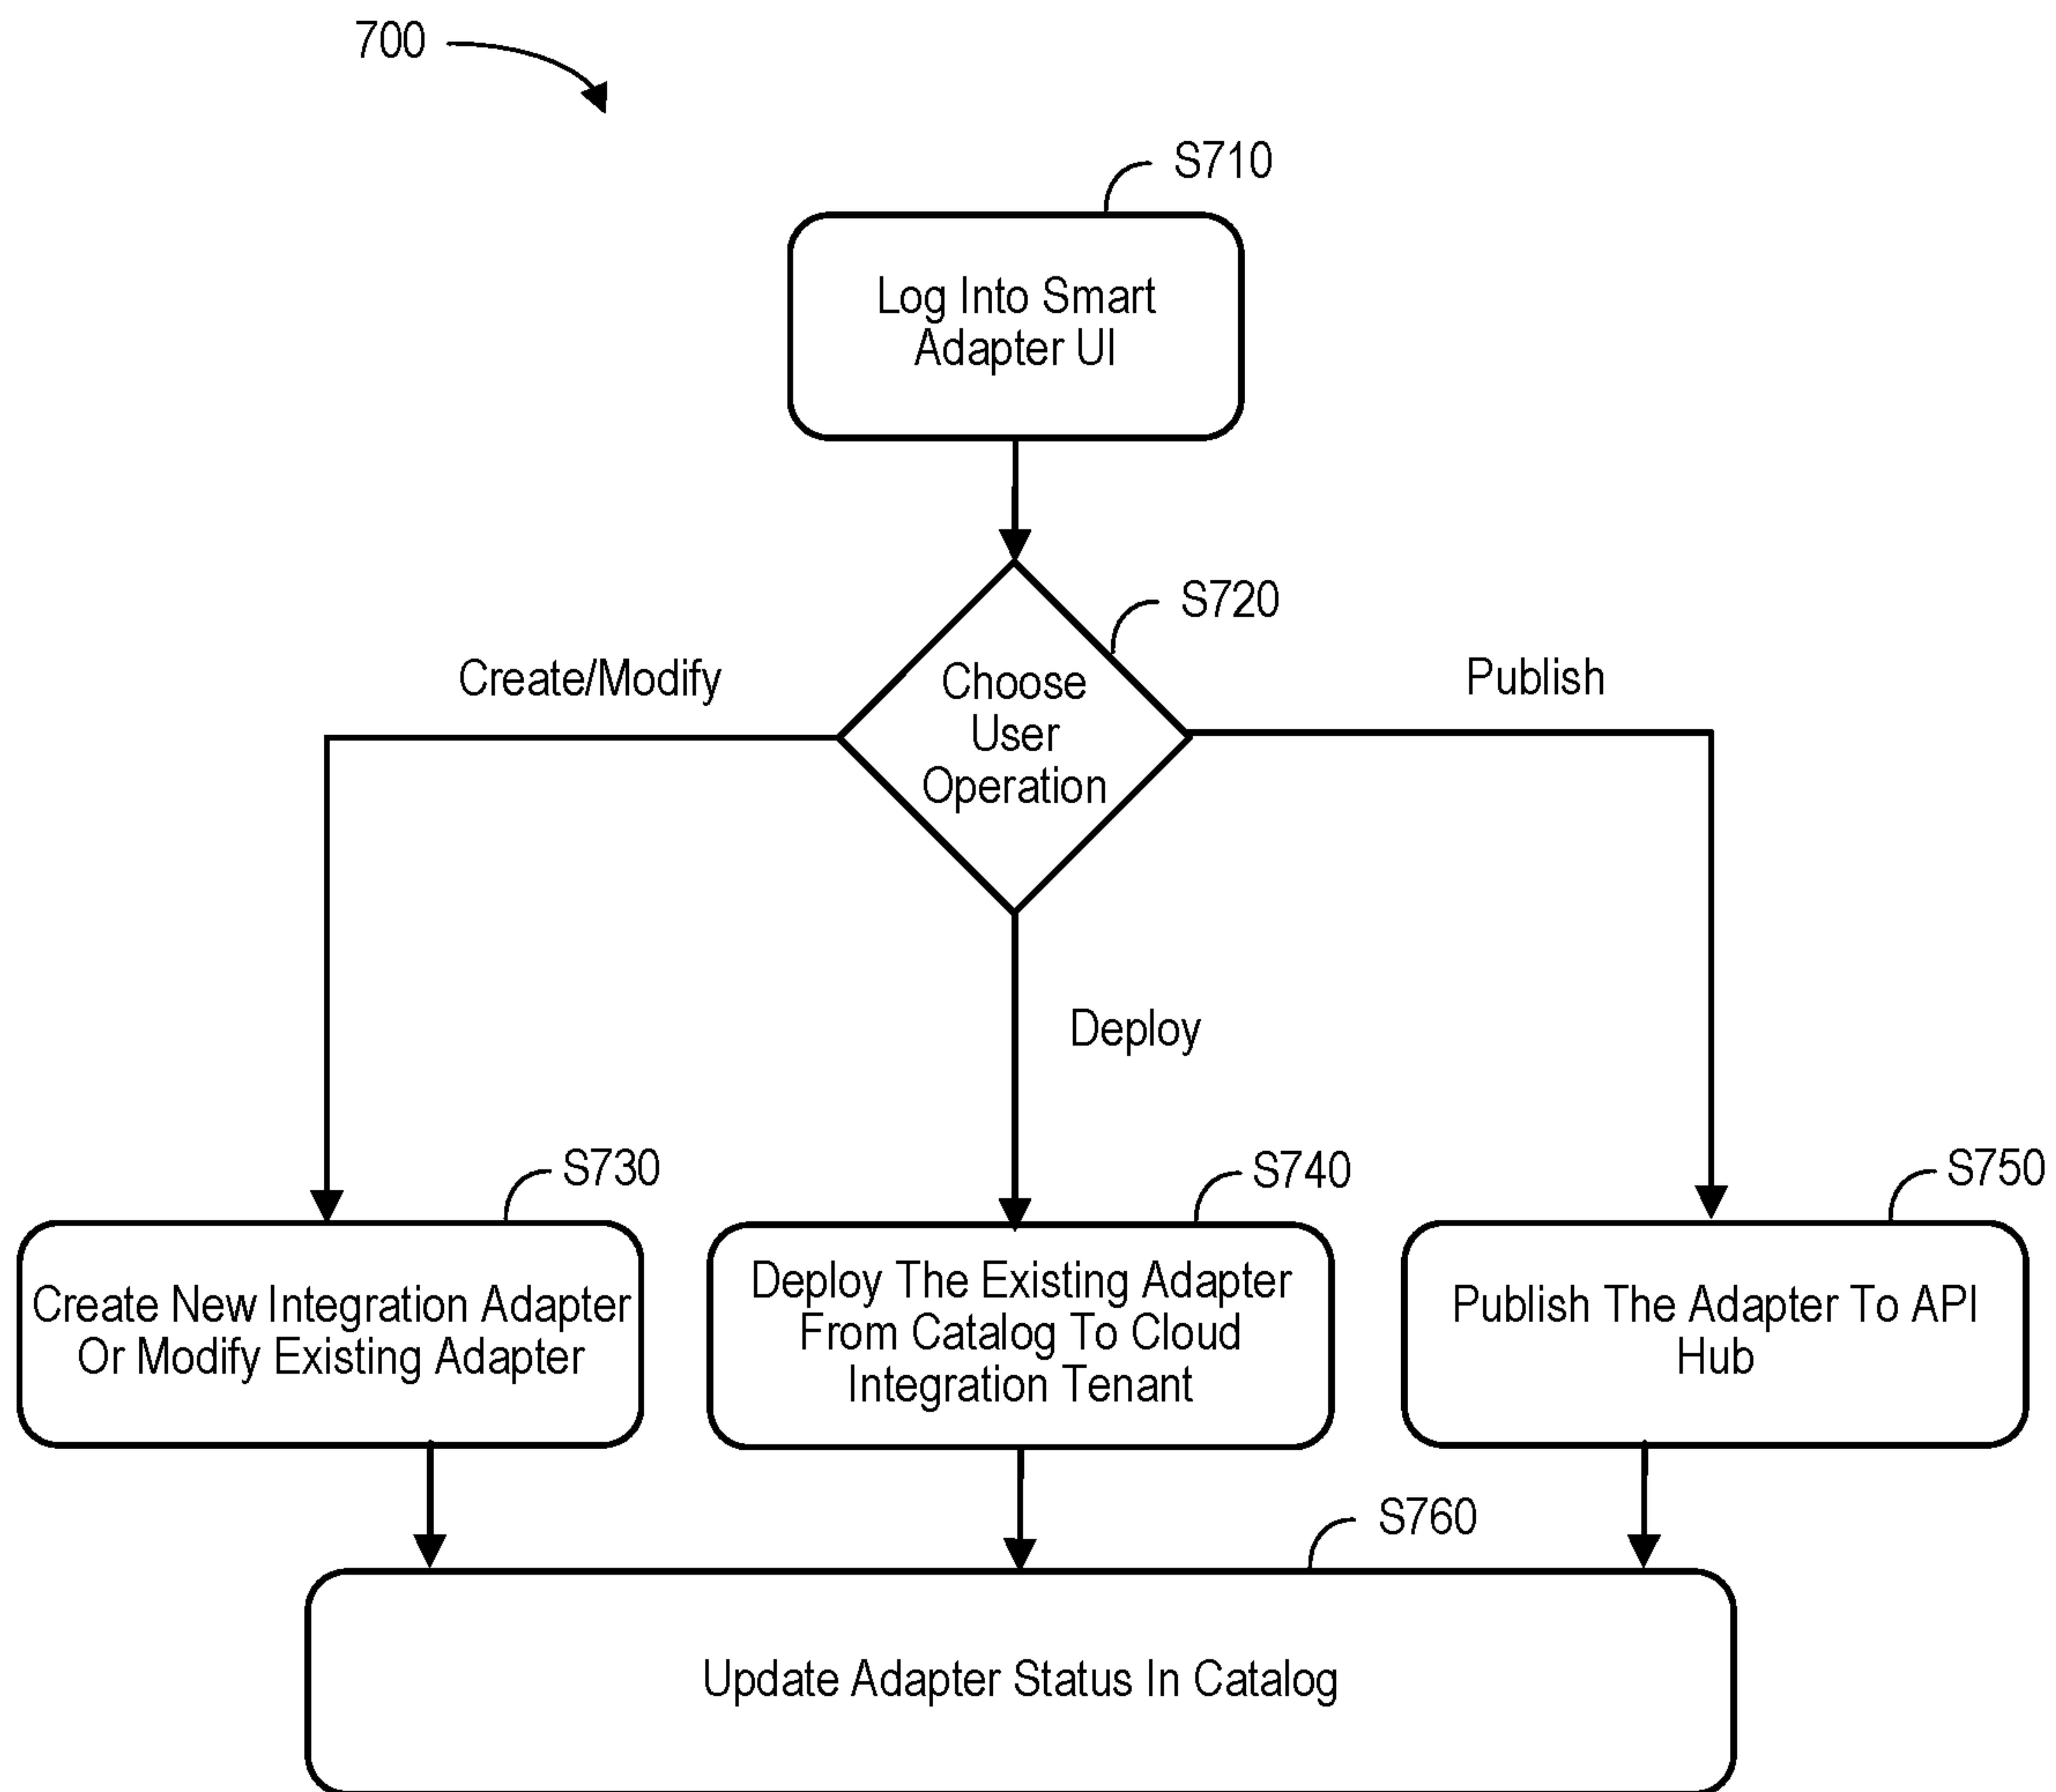 700
S710
Log Into Smart
Adapter UI
S720
Choose
User
Operation
Create/Modify
Publish
Deploy
S730
Create New Integration Adapter
Or Modify Existing Adapter
S740
Deploy The Existing Adapter
From Catalog To Cloud
Integration Tenant
S750
Publish The Adapter To API
Hub
S760
Update Adapter Status In Catalog